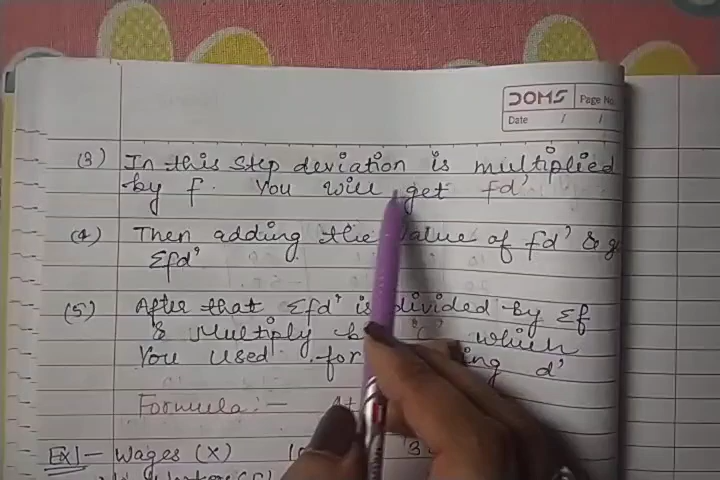 DOMS
Page No.
Date / /
(3) In this step deviation is multiplied
by f. You will get fd'
(4) Then adding the value of fd' &
Σfd'
(5) After that Σfd' is divided by Σf
& Multiply 'C' which
You used for d'
Formula:-
EX1 - Wages (X)